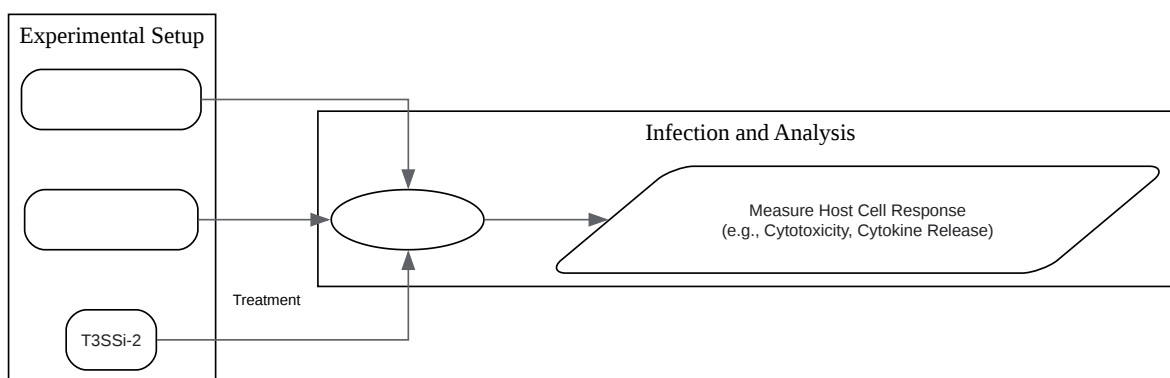 Experimental Setup
Infection and Analysis
Measure Host Cell Response
(e.g., Cytotoxicity, Cytokine Release)
Treatment
T3SSi-2